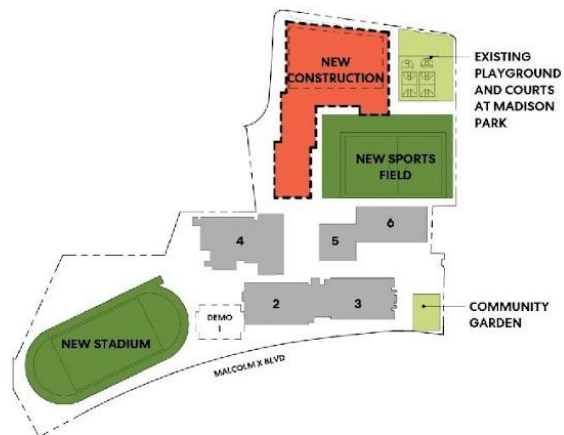 NEW
CONSTRUCTION
EXISTING
PLAYGROUND
AND COURTS
AT MADISON
PARK
NEW SPORTS
FIELD
4
5
6
2
3
DEMO
1
NEW STADIUM
COMMUNITY
GARDEN
MALCOLM X BLVD